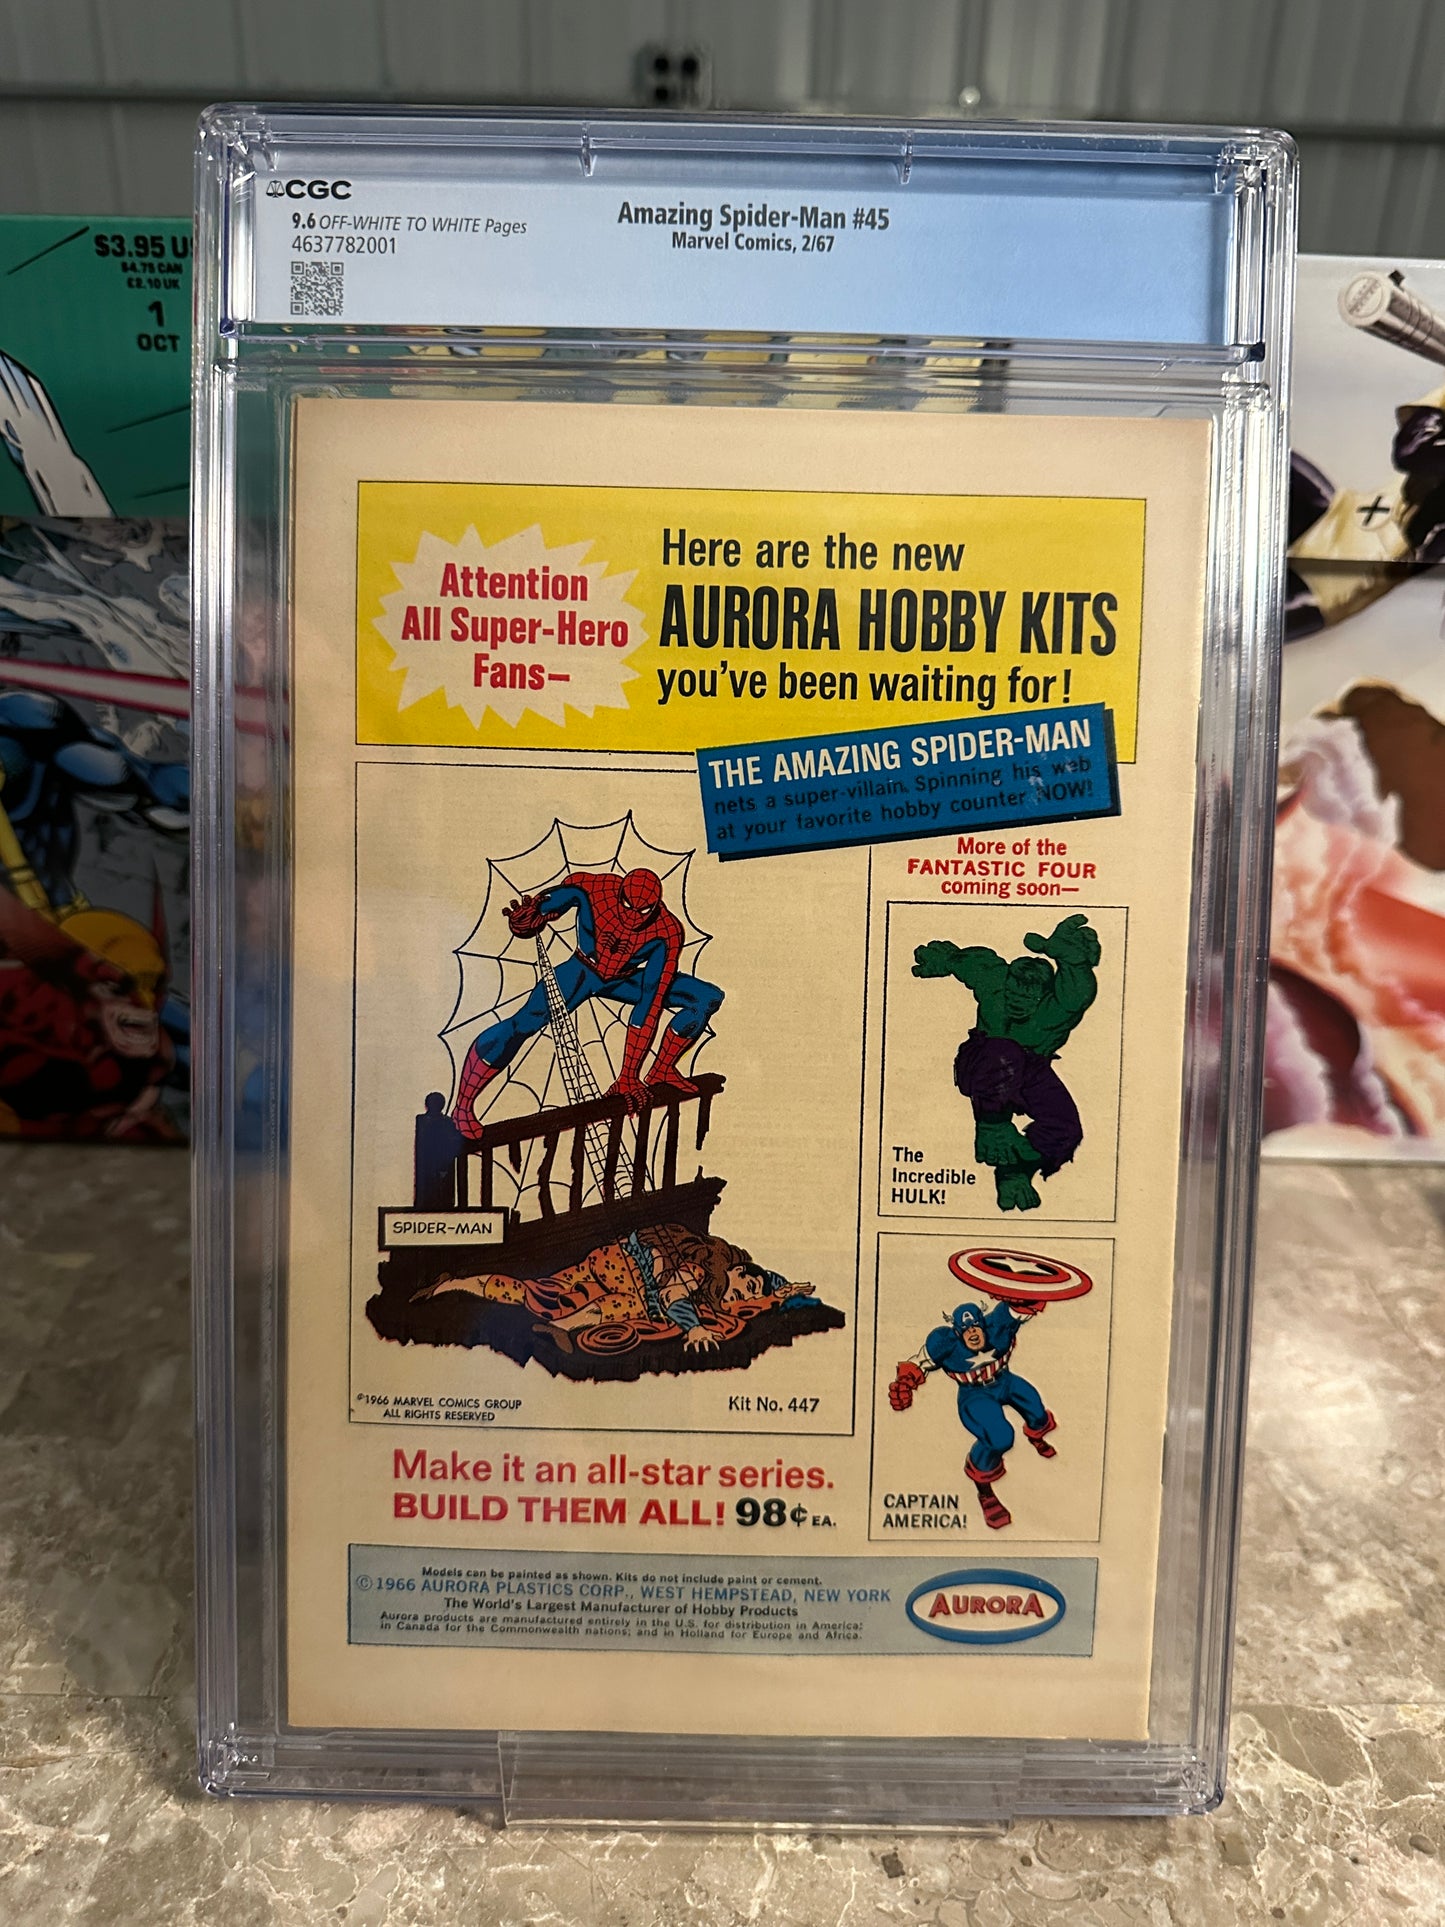 CGC
9.6 OFF-WHITE TO WHITE Pages
4637782001
Amazing Spider-Man #45
Marvel Comics, 2/67
$3.95 U
$4.75 CAN
£2.10 UK
1
OCT
Attention
All Super-Hero
Fans—
Here are the new
AURORA HOBBY KITS
you've been waiting for!
THE AMAZING SPIDER-MAN
nets a super-villain. Spinning his web
at your favorite hobby counter NOW!
More of the
FANTASTIC FOUR
coming soon—
The
Incredible
HULK!
SPIDER-MAN
©1966 MARVEL COMICS GROUP
ALL RIGHTS RESERVED
Kit No. 447
CAPTAIN
AMERICA!
Make it an all-star series.
BUILD THEM ALL! 98¢ EA.
Models can be painted as shown. Kits do not include paint or cement.
©1966 AURORA PLASTICS CORP., WEST HEMPSTEAD, NEW YORK
The World's Largest Manufacturer of Hobby Products
Aurora products are manufactured entirely in the U.S. for distribution in America;
in Canada for the Commonwealth nations; and in Holland for Europe and Africa.
AURORA